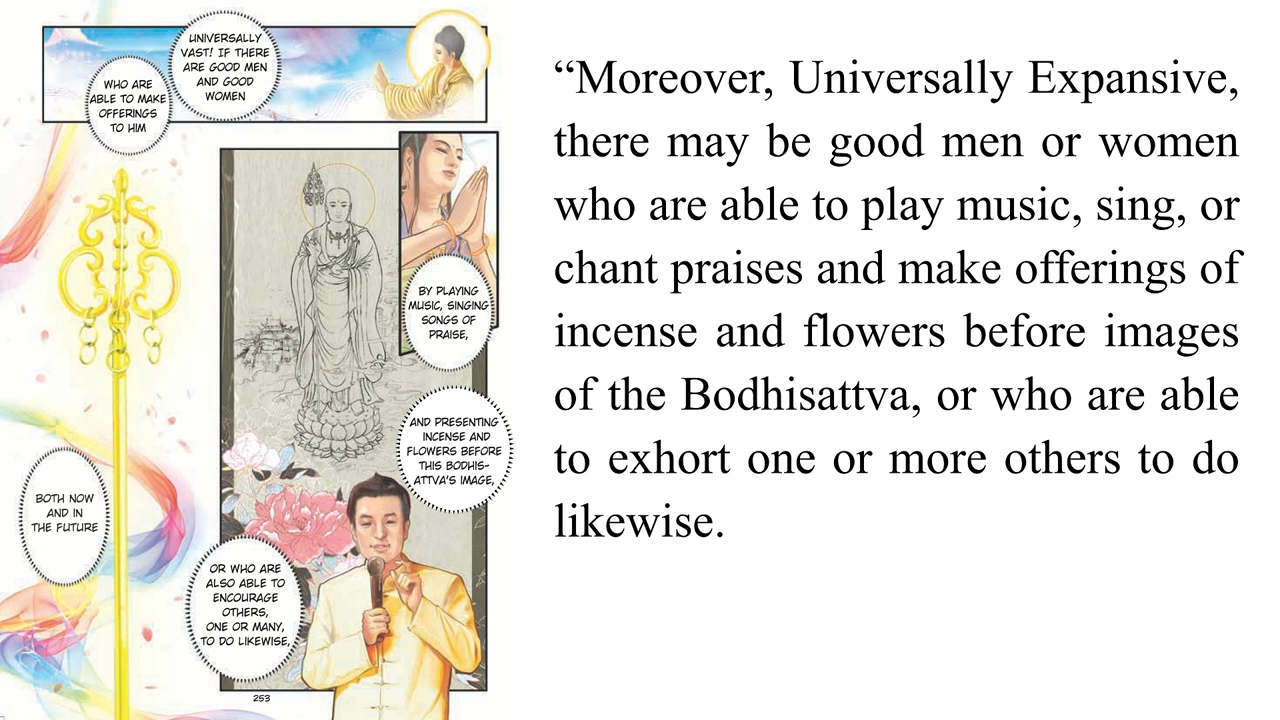 UNIVERSALLY
VAST! IF THERE
ARE GOOD MEN
AND GOOD
WOMEN
WHO ARE
ABLE TO MAKE
OFFERINGS
TO HIM
BY PLAYING
MUSIC, SINGING
SONGS OF
PRAISE,
AND PRESENTING
INCENSE AND
FLOWERS BEFORE
THIS BODHIS-
ATTVA'S IMAGE,
BOTH NOW
AND IN
THE FUTURE
OR WHO ARE
ALSO ABLE TO
ENCOURAGE
OTHERS,
ONE OR MANY,
TO DO LIKEWISE,
253
“Moreover, Universally Expansive,
there may be good men or women
who are able to play music, sing, or
chant praises and make offerings of
incense and flowers before images
of the Bodhisattva, or who are able
to exhort one or more others to do
likewise.